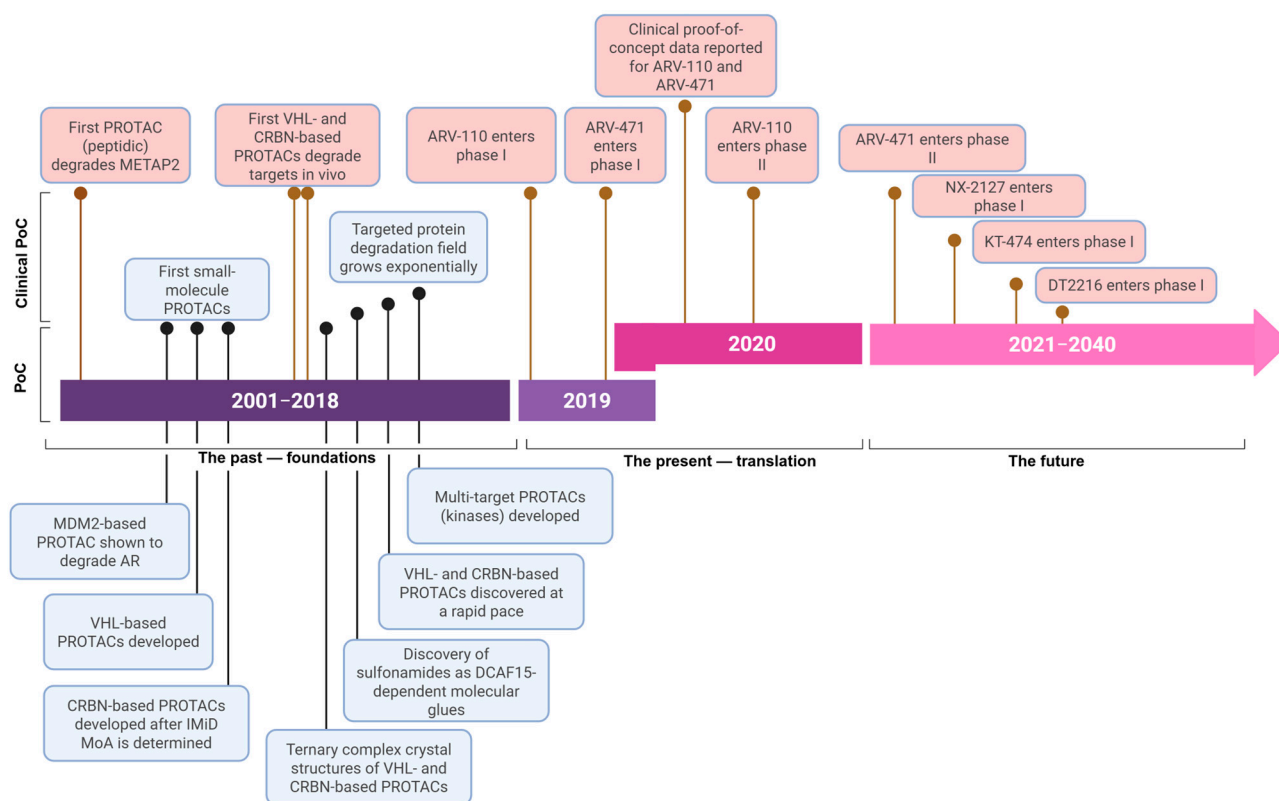 Clinical proof-of-
concept data reported
for ARV-110 and
ARV-471
First PROTAC
(peptidic)
degrades METAP2
First VHL- and
CRBN-based
PROTACs degrade
targets in vivo
ARV-110 enters
phase I
ARV-471
enters
phase I
ARV-110
enters phase
II
ARV-471 enters phase
II
NX-2127 enters
phase I
KT-474 enters phase I
DT2216 enters phase I
Clinical PoC
PoC
First small-
molecule
PROTACs
Targeted protein
degradation field
grows exponentially
2001–2018
2019
2020
2021–2040
The past — foundations
The present — translation
The future
MDM2-based
PROTAC shown to
degrade AR
VHL-based
PROTACs developed
CRBN-based PROTACs
developed after IMiD
MoA is determined
Multi-target PROTACs
(kinases) developed
VHL- and CRBN-based
PROTACs discovered at
a rapid pace
Discovery of
sulfonamides as DCAF15-
dependent molecular
glues
Ternary complex crystal
structures of VHL- and
CRBN-based PROTACs